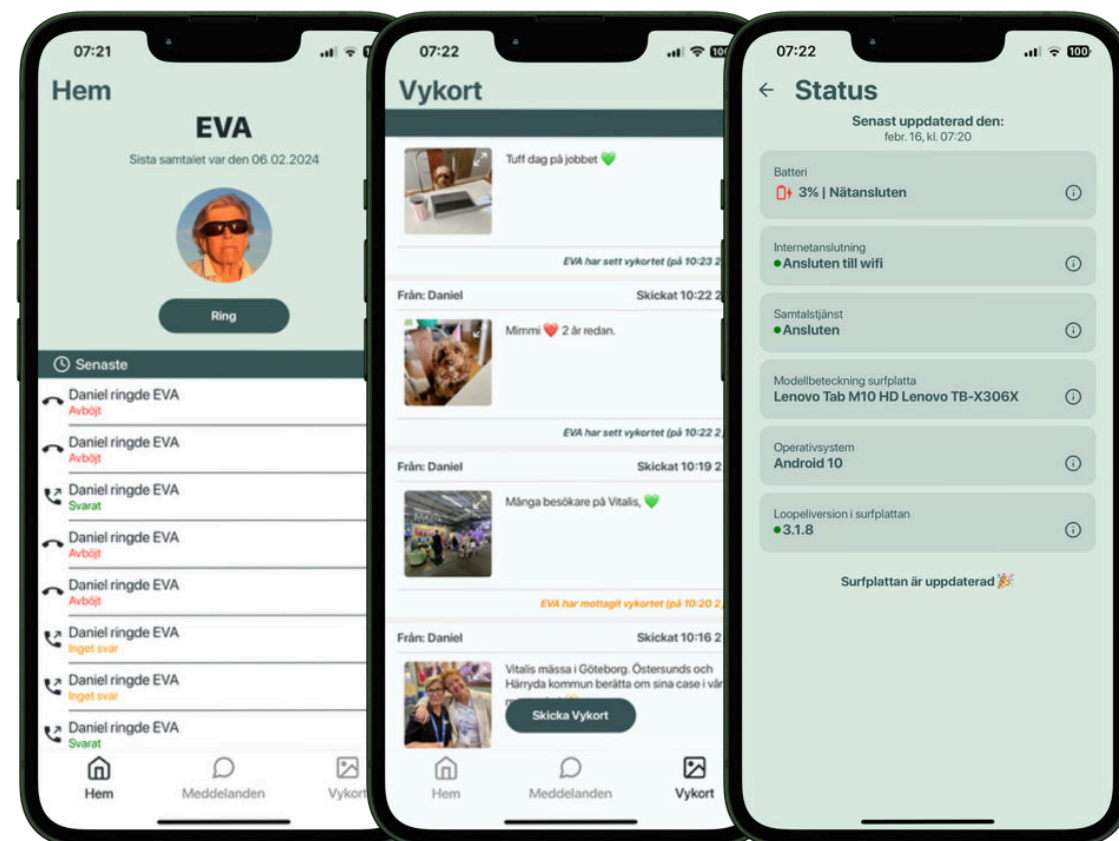 07:21
Hem
EVA
Sista samtalet var den 06.02.2024
Ring
Senaste
Daniel ringde EVA
Avböjt
Daniel ringde EVA
Avböjt
Daniel ringde EVA
Svarat
Daniel ringde EVA
Avböjt
Daniel ringde EVA
Avböjt
Daniel ringde EVA
Inget svar
Daniel ringde EVA
Inget svar
Daniel ringde EVA
Svarat
Hem Meddelanden Vykort
07:22
Vykort
Tuff dag på jobbet 💚
EVA har sett vykortet (på 10:23 2
Från: Daniel Skickat 10:22 2
Mimmi ❤️ 2 år redan.
EVA har sett vykortet (på 10:22 2
Från: Daniel Skickat 10:19 2
Många besökare på Vitalis, 💚
EVA har mottagit vykortet (på 10:20 2
Från: Daniel Skickat 10:16 2
Vitalis mässa i Göteborg. Östersunds och
Härryda kommun berätta om sina case i vår
Skicka Vykort
Hem Meddelanden Vykort
07:22 100
Status
Senast uppdaterad den:
febr. 16, kl. 07:20
Batteri
3% | Nätansluten
Internetanslutning
Ansluten till wifi
Samtalstjänst
Ansluten
Modellbeteckning surfplatta
Lenovo Tab M10 HD Lenovo TB-X306X
Operativsystem
Android 10
Loopeliversion i surfplattan
3.1.8
Surfplattan är uppdaterad 🎉